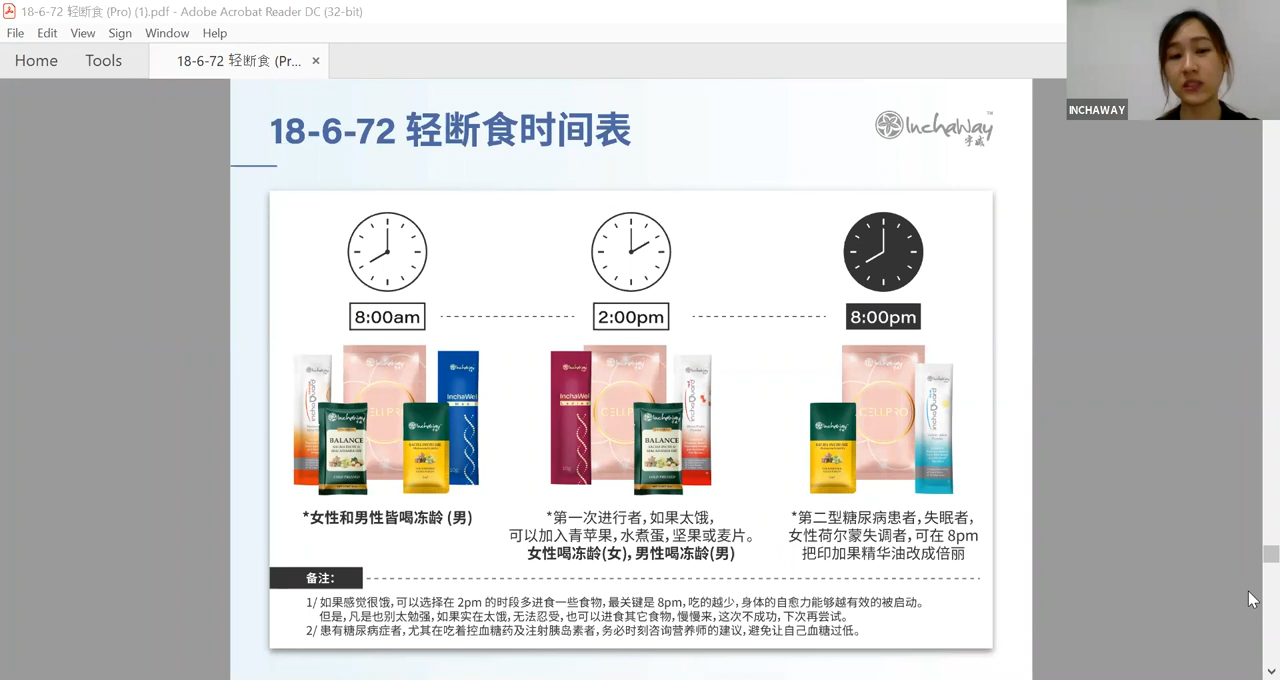 18-6-72 轻断食 (Pro) (1).pdf - Adobe Acrobat Reader DC (32-bit)
File Edit View Sign Window Help
Home Tools 18-6-72 轻断食 (Pr... ×
INCHAWAY
18-6-72 轻断食时间表
IncHaWay™
宇威
8:00am 2:00pm 8:00pm
CELLPRO
BALANCE
InchaWel
MAN
CELLPRO
BALANCE
InchaWel
CELLPRO
*女性和男性皆喝冻龄 (男)
*第一次进行者，如果太饿，
可以加入青苹果，水煮蛋，坚果或麦片。
女性喝冻龄(女)，男性喝冻龄(男)
*第二型糖尿病患者，失眠者，
女性荷尔蒙失调者，可在 8pm
把印加果精华油改成倍丽
备注：
1/ 如果感觉很饿，可以选择在 2pm 的时段多进食一些食物，最关键是 8pm，吃的越少，身体的自愈力能够越有效的被启动。
但是，凡是也别太勉强，如果实在太饿，无法忍受，也可以进食其它食物，慢慢来，这次不成功，下次再尝试。
2/ 患有糖尿病症者，尤其在吃着控血糖药及注射胰岛素者，务必时刻咨询营养师的建议，避免让自己血糖过低。